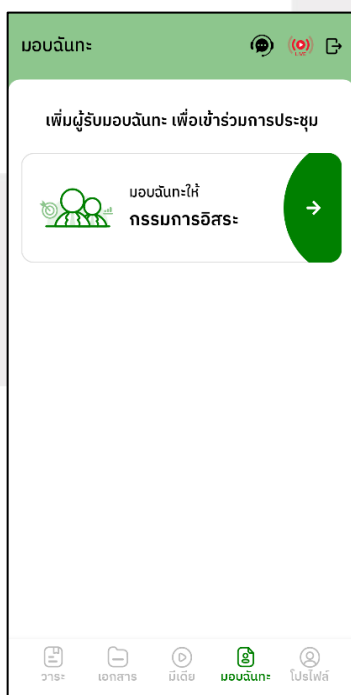 มอบฉันทะ
LIVE
เพิ่มผู้รับมอบฉันทะ เพื่อเข้าร่วมการประชุม
มอบฉันทะให้
กรรมการอิสระ
วาระ เอกสาร มีเดีย มอบฉันทะ โปรไฟล์